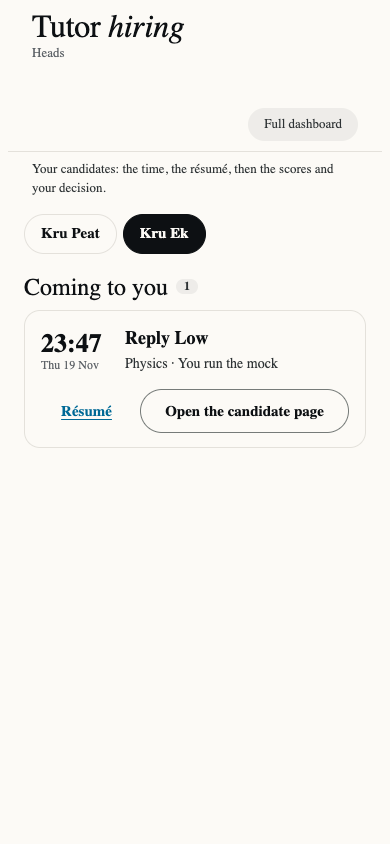 Tutor hiring
Heads
Full dashboard
Your candidates: the time, the résumé, then the scores and
your decision.
Kru Peat
Kru Ek
Coming to you 1
23:47
Thu 19 Nov
Reply Low
Physics · You run the mock
Résumé
Open the candidate page